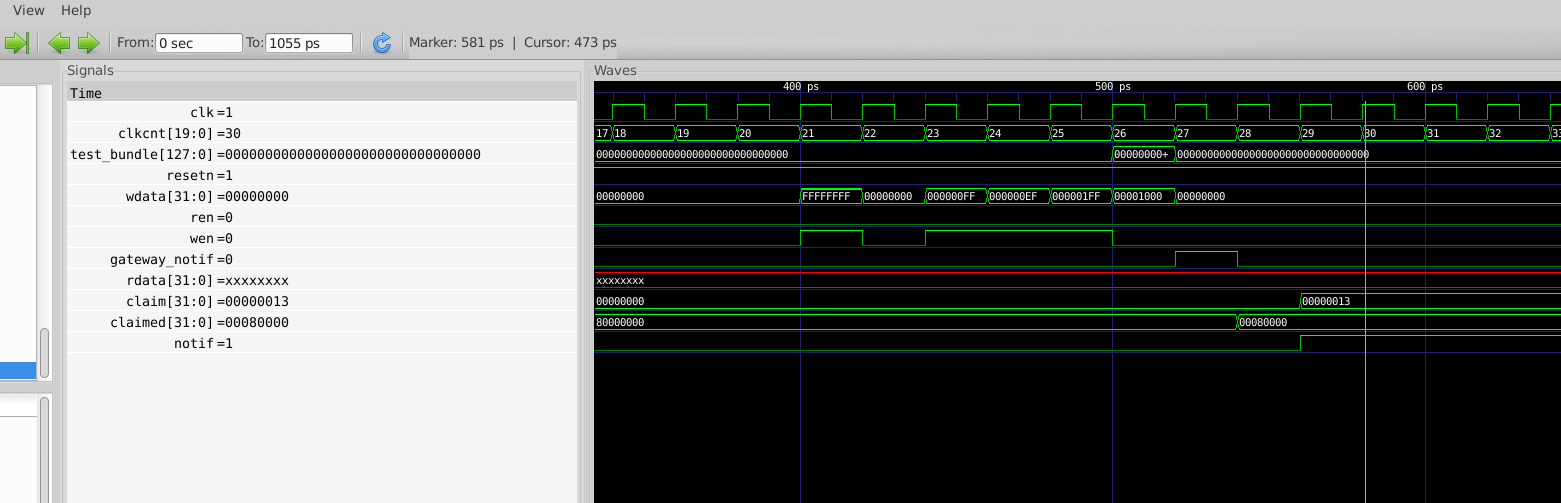 View Help
From: 0 sec To: 1055 ps Marker: 581 ps | Cursor: 473 ps
Signals
Waves
Time
400 ps 500 ps 600 ps
clk =1
clkcnt[19:0] =30
17 18 19 20 21 22 23 24 25 26 27 28 29 30 31 32 33
test_bundle[127:0] =00000000000000000000000000000000
00000000000000000000000000000000 00000000+ 00000000000000000000000000000000
resetn =1
wdata[31:0] =00000000
00000000 FFFFFFFF 00000000 000000FF 000000EF 000001FF 00001000 00000000
ren =0
wen =0
gateway_notif =0
rdata[31:0] =xxxxxxxx
xxxxxxxx
claim[31:0] =00000013
00000000 00000013
claimed[31:0] =00080000
80000000 00080000
notif =1